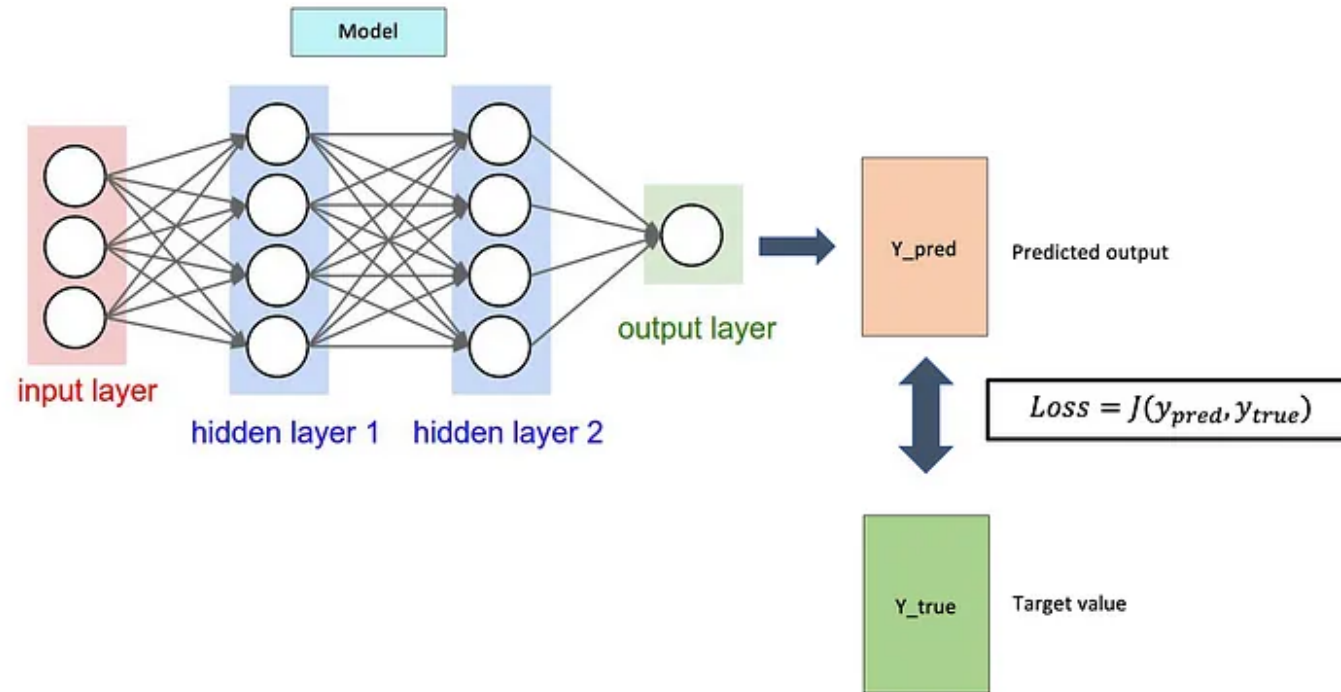 Model
input layer
hidden layer 1
hidden layer 2
output layer
Y_pred
Predicted output
Loss = J(y_pred, y_true)
Y_true
Target value